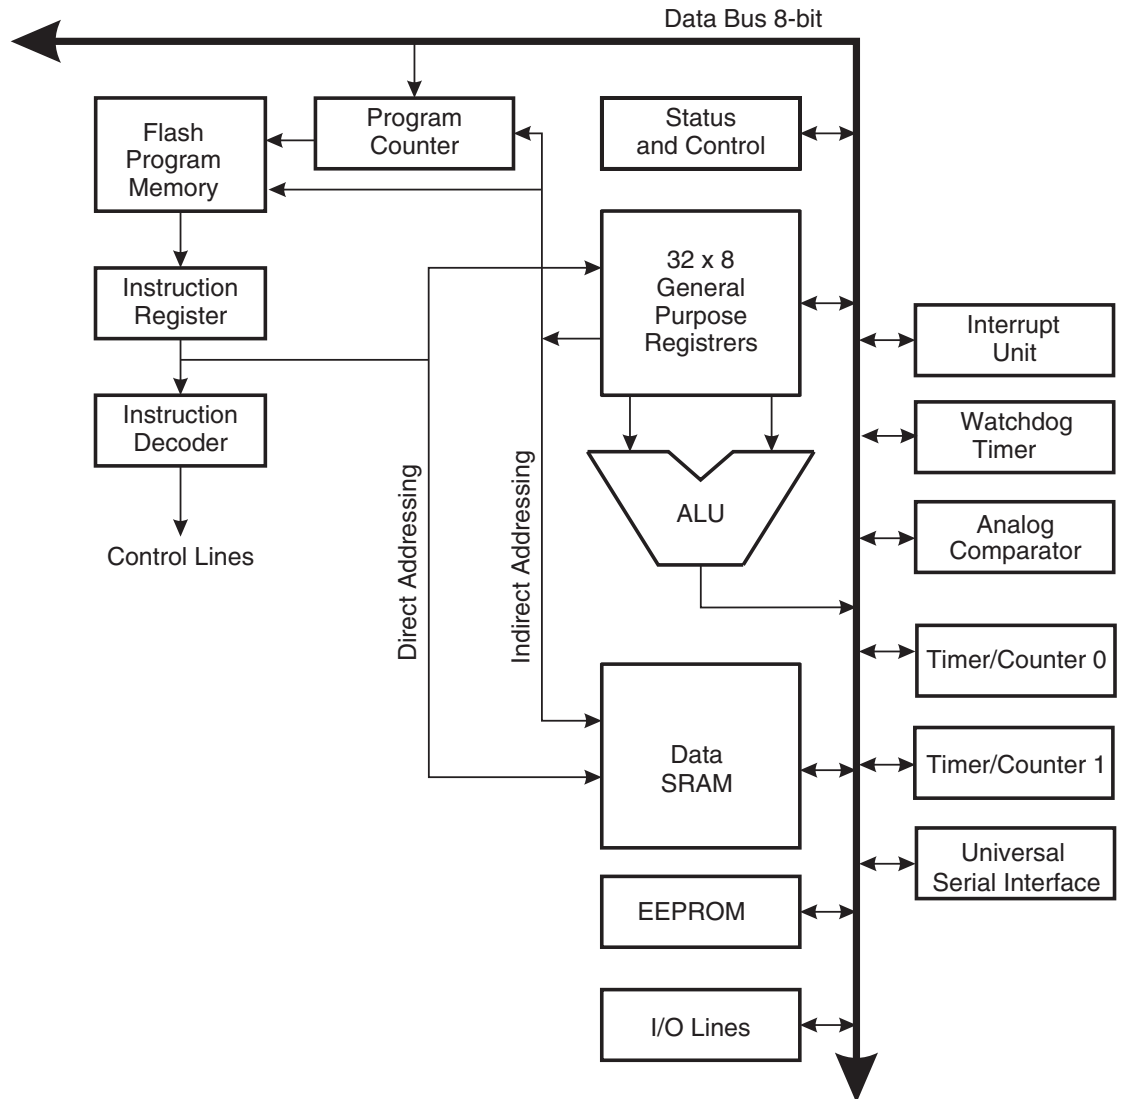 Data Bus 8-bit
Flash
Program
Memory
Program
Counter
Status
and Control
32 x 8
General
Purpose
Registrers
Instruction
Register
Instruction
Decoder
Control Lines
Direct Addressing
Indirect Addressing
ALU
Interrupt
Unit
Watchdog
Timer
Analog
Comparator
Timer/Counter 0
Data
SRAM
Timer/Counter 1
Universal
Serial Interface
EEPROM
I/O Lines